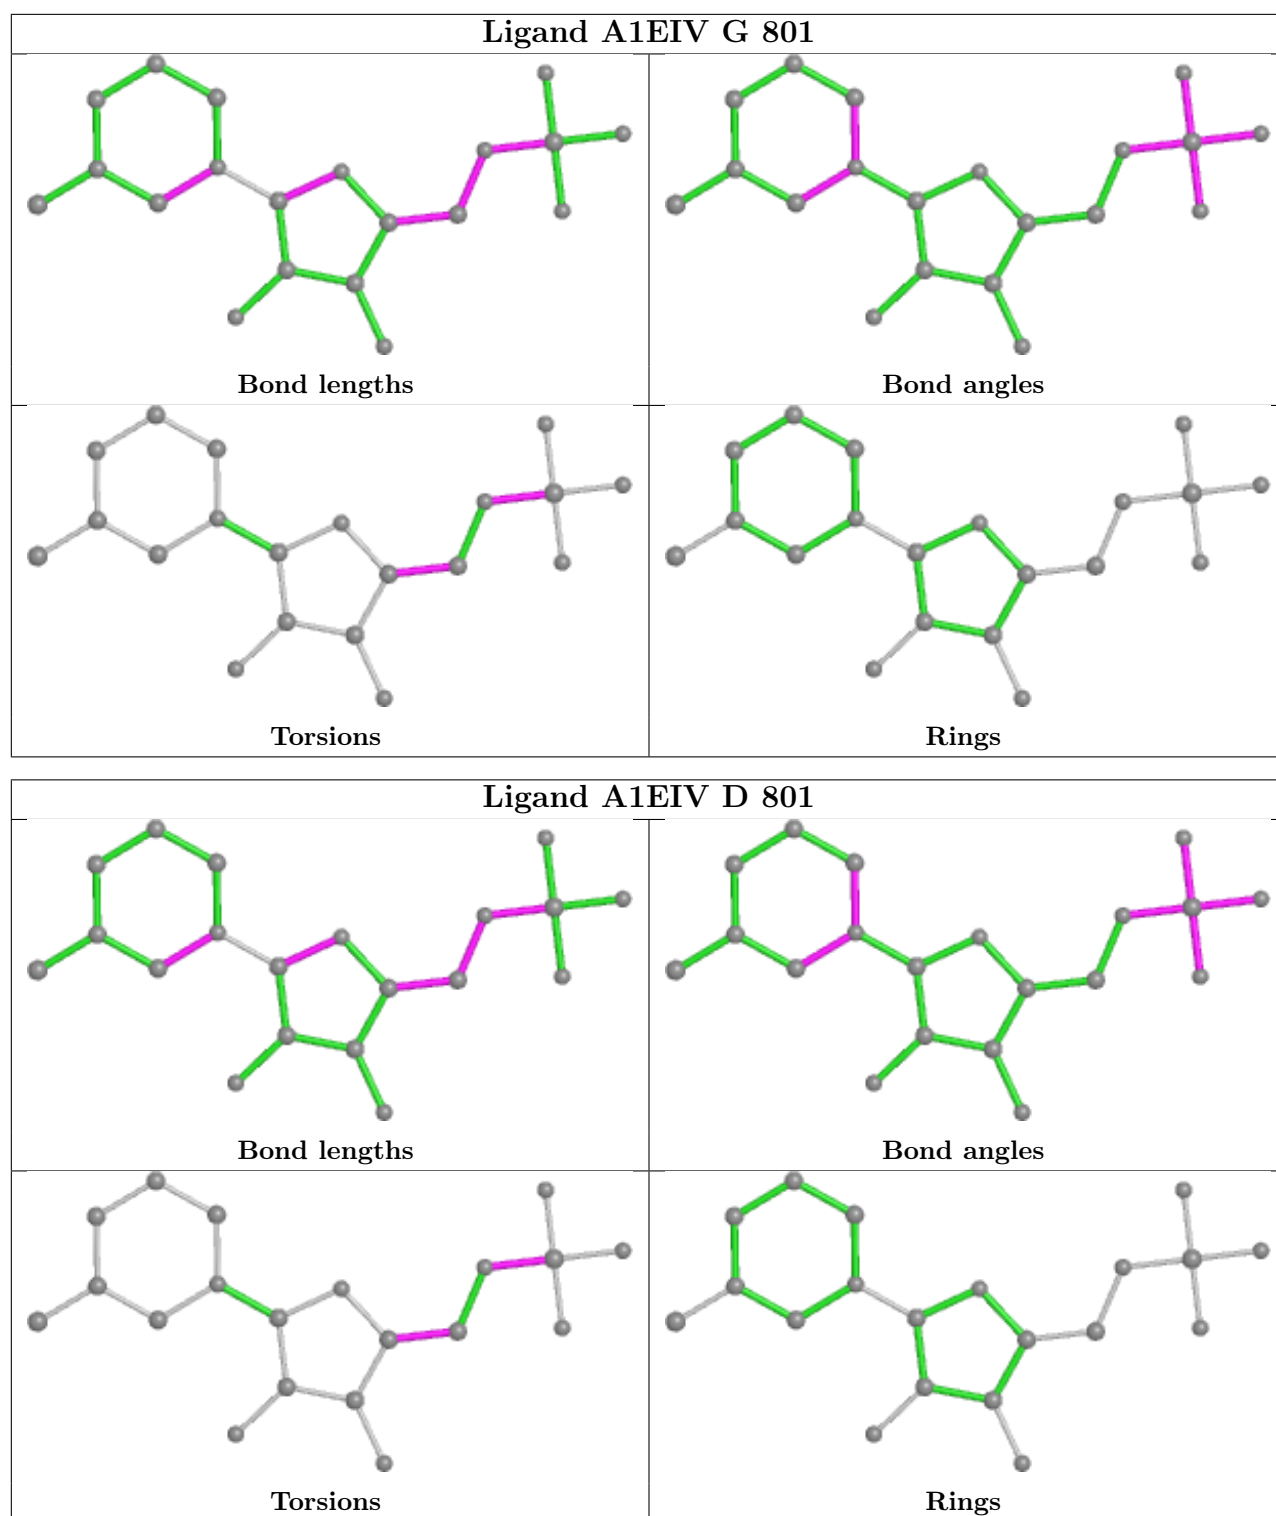 Ligand A1EIV G 801
Bond lengths
Bond angles
Torsions
Rings
Ligand A1EIV D 801
Bond lengths
Bond angles
Torsions
Rings